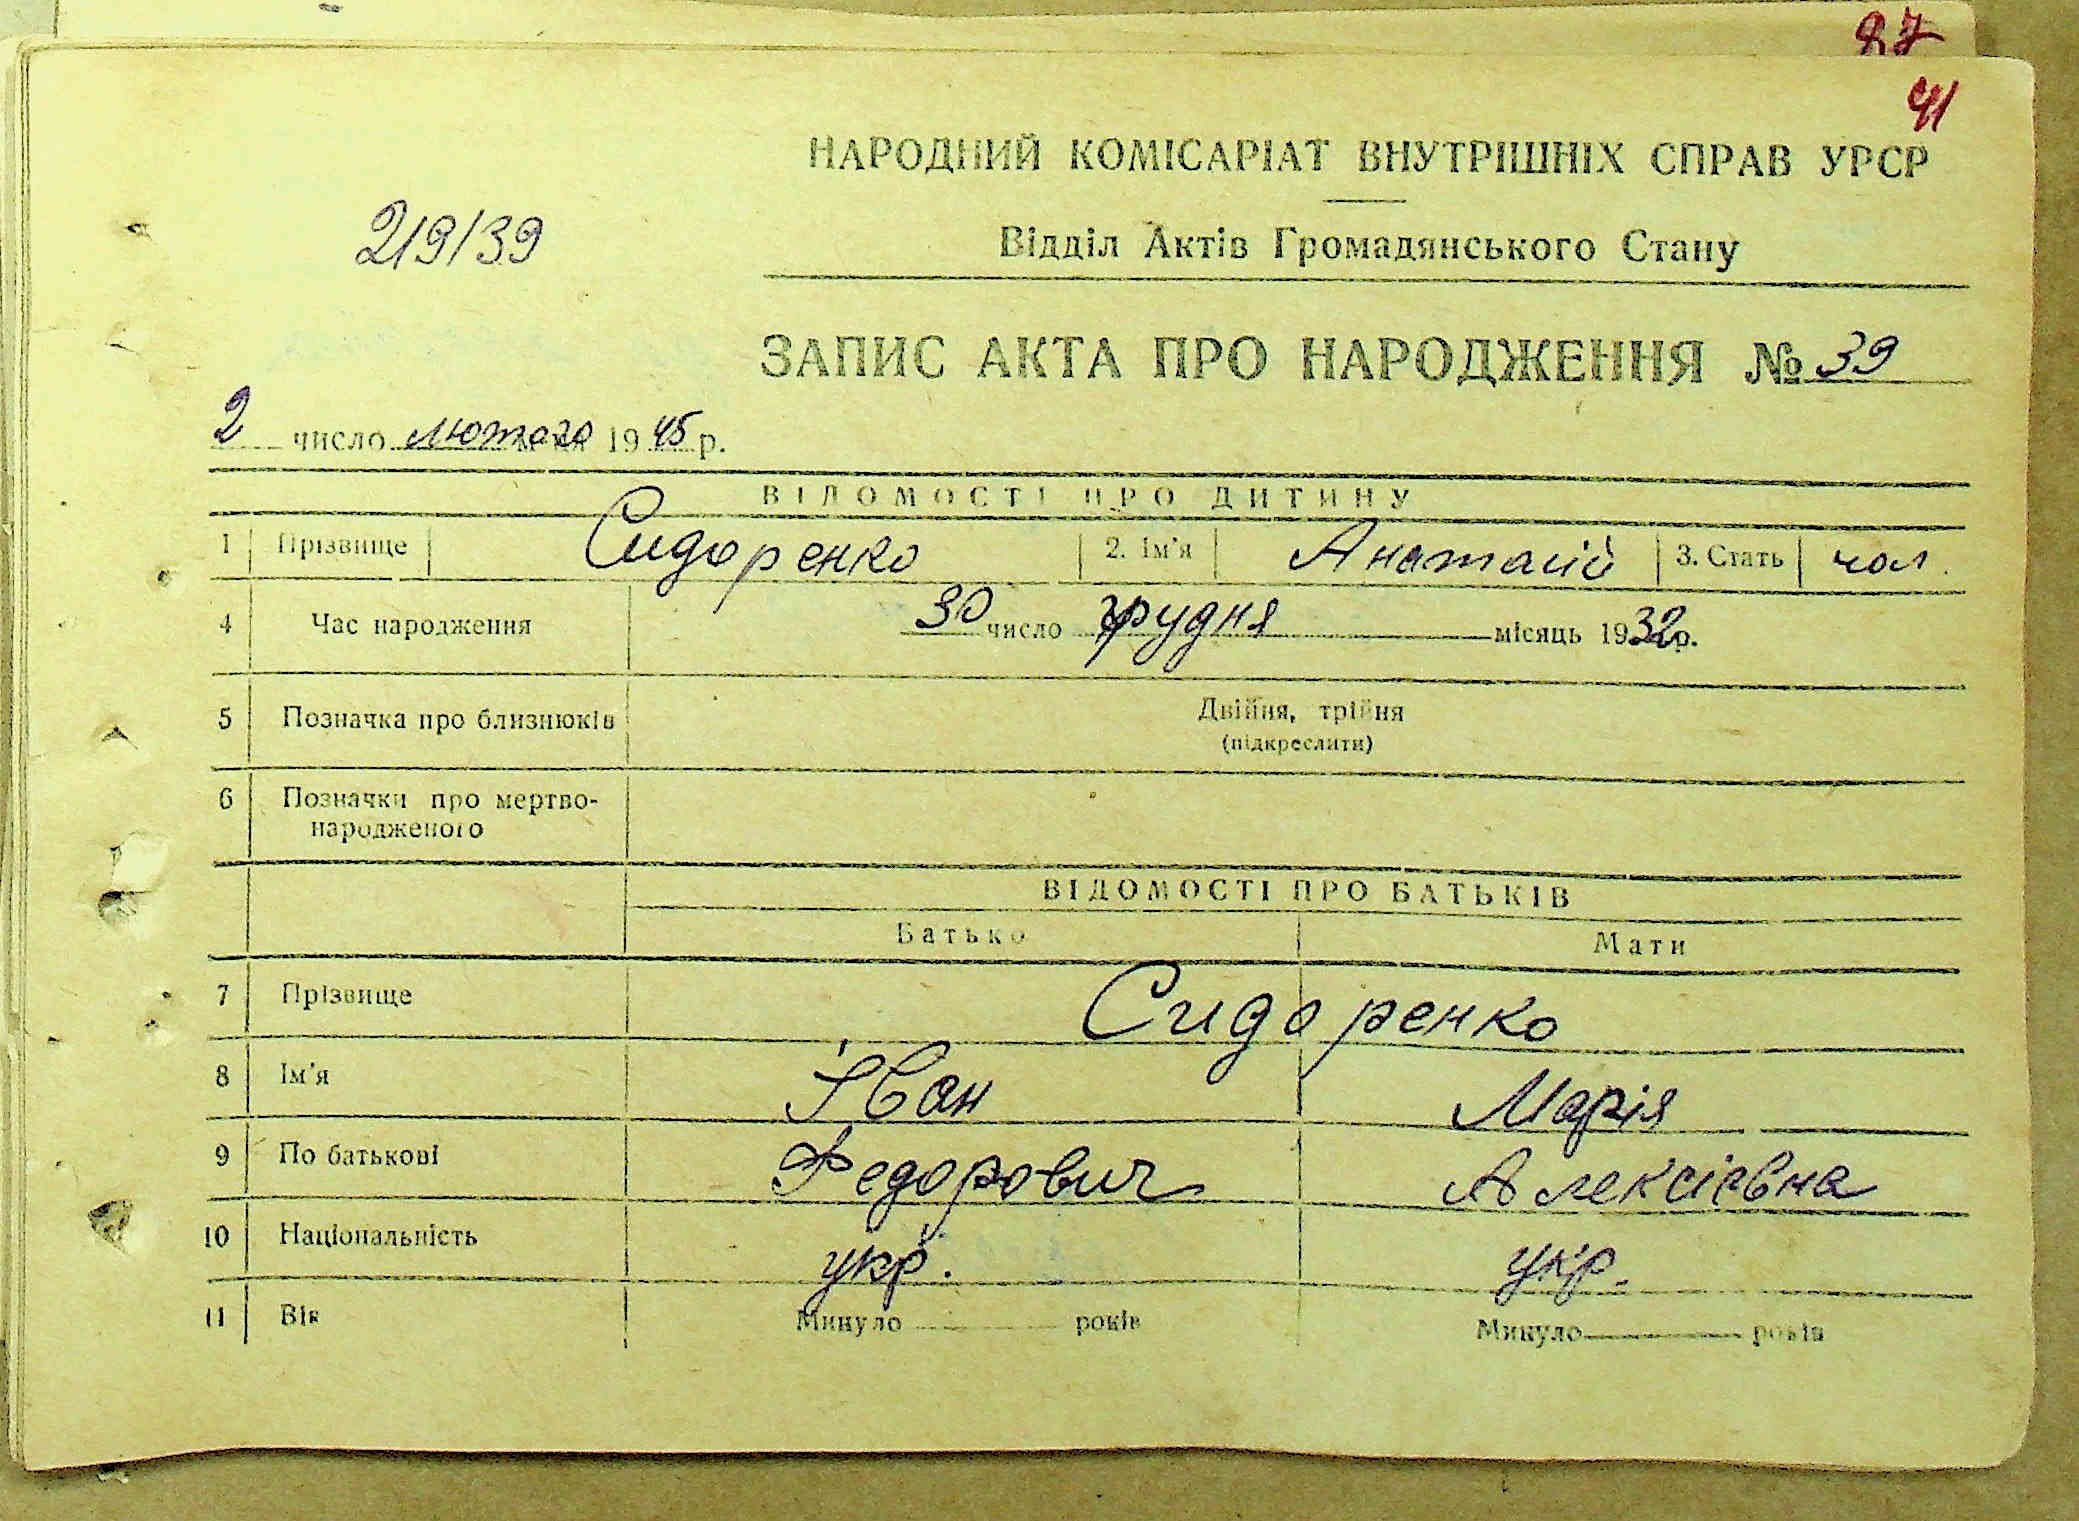 87
41
НАРОДНИЙ КОМІСАРІАТ ВНУТРІШНІХ СПРАВ УРСР
219/39
Відділ Актів Громадянського Стану
ЗАПИС АКТА ПРО НАРОДЖЕННЯ № 39
2 число лютого 1945 р.
ВІДОМОСТІ ПРО ДИТИНУ
1 Прізвище Сидоренко 2. Ім'я Анатолій 3. Стать чол.
4 Час народження 30 число грудня місяць 1932р.
5 Позначка про близнюків Двійня, трійня
(підкреслити)
6 Позначки про мертво-
народженого
ВІДОМОСТІ ПРО БАТЬКІВ
Батько Мати
7 Прізвище Сидоренко
8 Ім'я Іван Марія
9 По батькові Федорович Алексієвна
10 Національність укр. укр.
11 Вік Минуло років Минуло років